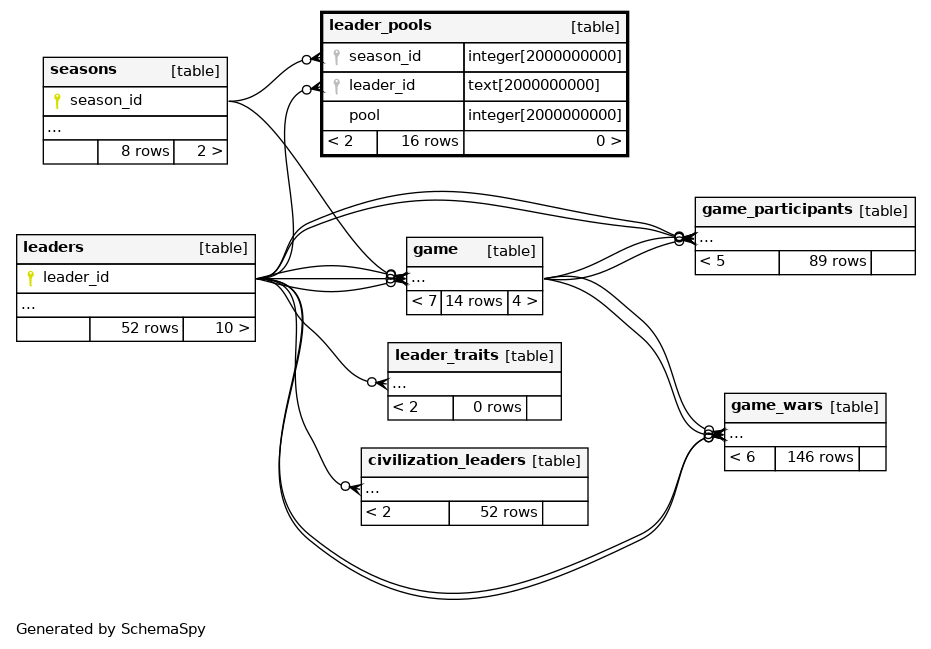 leader_pools [table]
season_id integer[2000000000]
leader_id text[2000000000]
pool integer[2000000000]
< 2 16 rows 0 >
seasons [table]
season_id
...
8 rows 2 >
game_participants [table]
...
< 5 89 rows
leaders [table]
leader_id
...
52 rows 10 >
game [table]
...
< 7 14 rows 4 >
leader_traits [table]
...
< 2 0 rows
game_wars [table]
...
< 6 146 rows
civilization_leaders [table]
...
< 2 52 rows
Generated by SchemaSpy